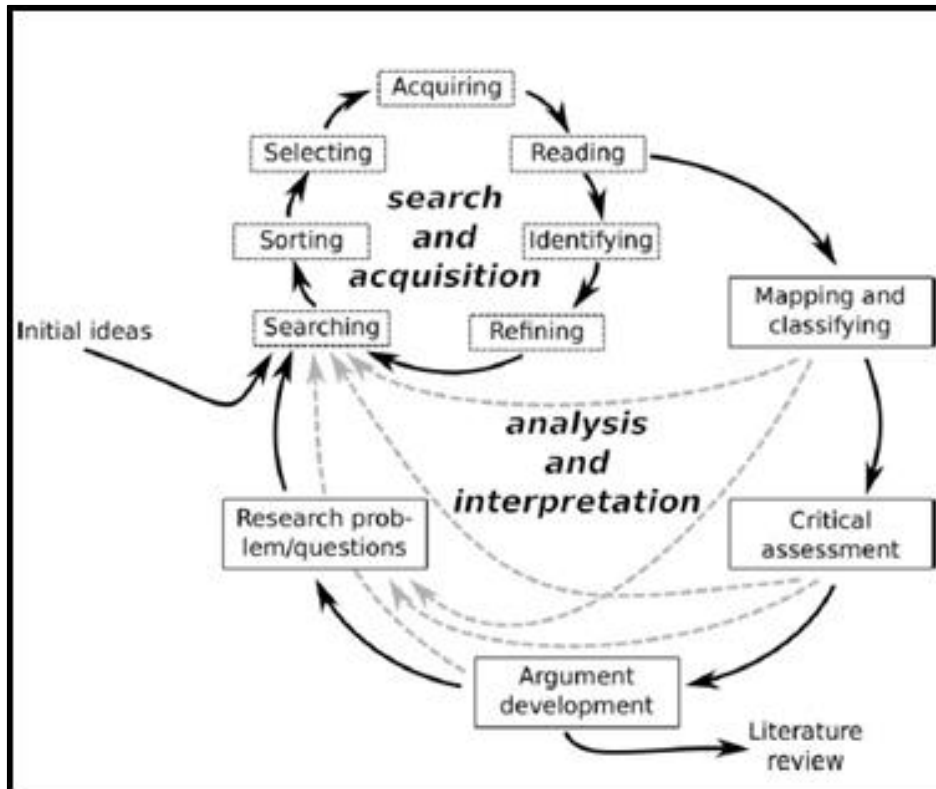 Acquiring
Selecting
Reading
search
and
acquisition
Sorting
Identifying
Initial ideas
Searching
Refining
Mapping and
classifying
analysis
and
interpretation
Research prob-
lem/questions
Critical
assessment
Argument
development
Literature
review